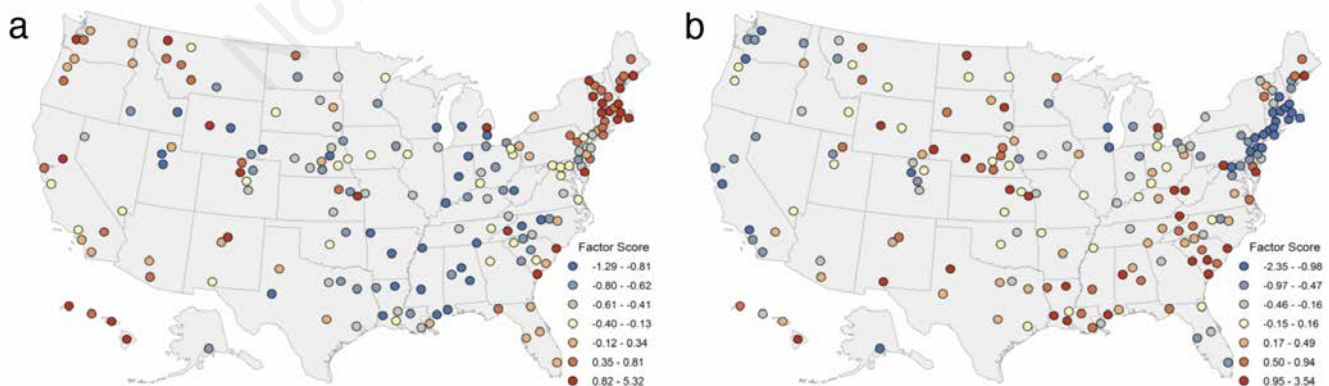 a
Factor Score
-1.29 - -0.81
-0.80 - -0.62
-0.61 - -0.41
-0.40 - -0.13
-0.12 - 0.34
0.35 - 0.81
0.82 - 5.32
b
Factor Score
-2.35 - -0.98
-0.97 - -0.47
-0.46 - -0.16
-0.15 - 0.16
0.17 - 0.49
0.50 - 0.94
0.95 - 3.54